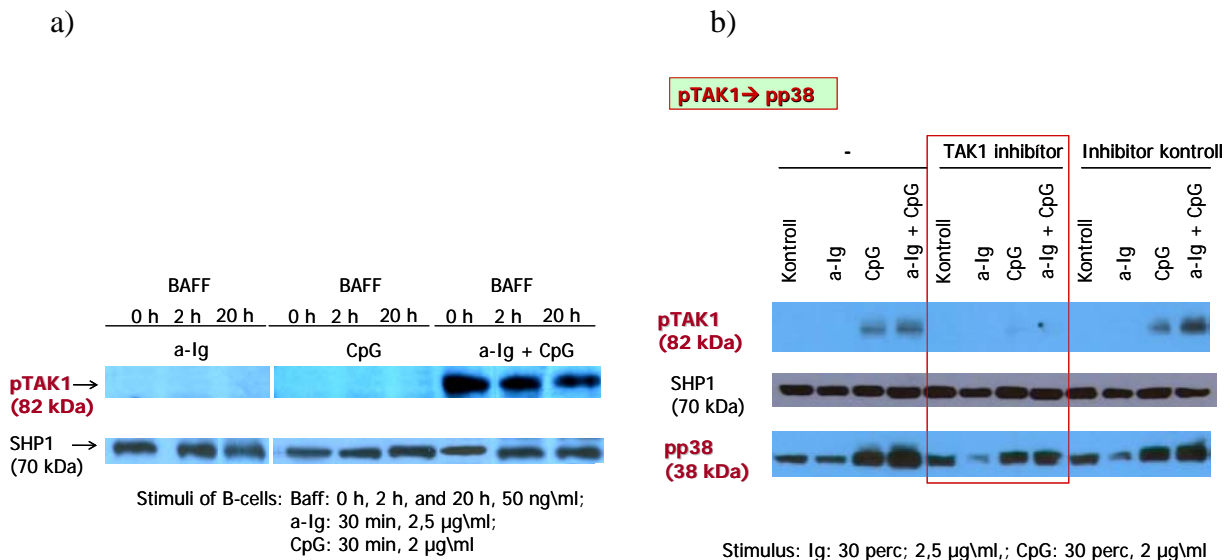 a)
BAFF BAFF BAFF
0 h 2 h 20 h 0 h 2 h 20 h 0 h 2 h 20 h
a-Ig CpG a-Ig + CpG
pTAK1
(82 kDa)
SHP1
(70 kDa)
Stimuli of B-cells: Baff: 0 h, 2 h, and 20 h, 50 ng\ml;
a-Ig: 30 min, 2,5 µg\ml;
CpG: 30 min, 2 µg\ml
b)
pTAK1➔ pp38
- TAK1 inhibítor Inhibitor kontroll
Kontroll a-Ig CpG a-Ig + CpG Kontroll a-Ig CpG a-Ig + CpG Kontroll a-Ig CpG a-Ig + CpG
pTAK1
(82 kDa)
SHP1
(70 kDa)
pp38
(38 kDa)
Stimulus: Ig: 30 perc; 2,5 µg\ml,; CpG: 30 perc, 2 µg\ml